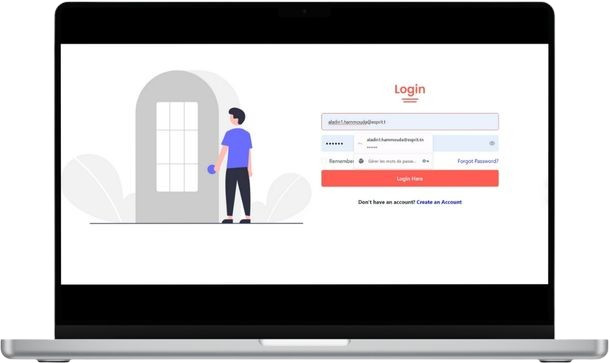 Login
aladin1.hammouda@esprit.t
••••••
aladin1.hammouda@esprit.tn
••••••
Remember
Gérer les mots de passe...
Forgot Password?
Login Here
Don't have an account? Create an Account